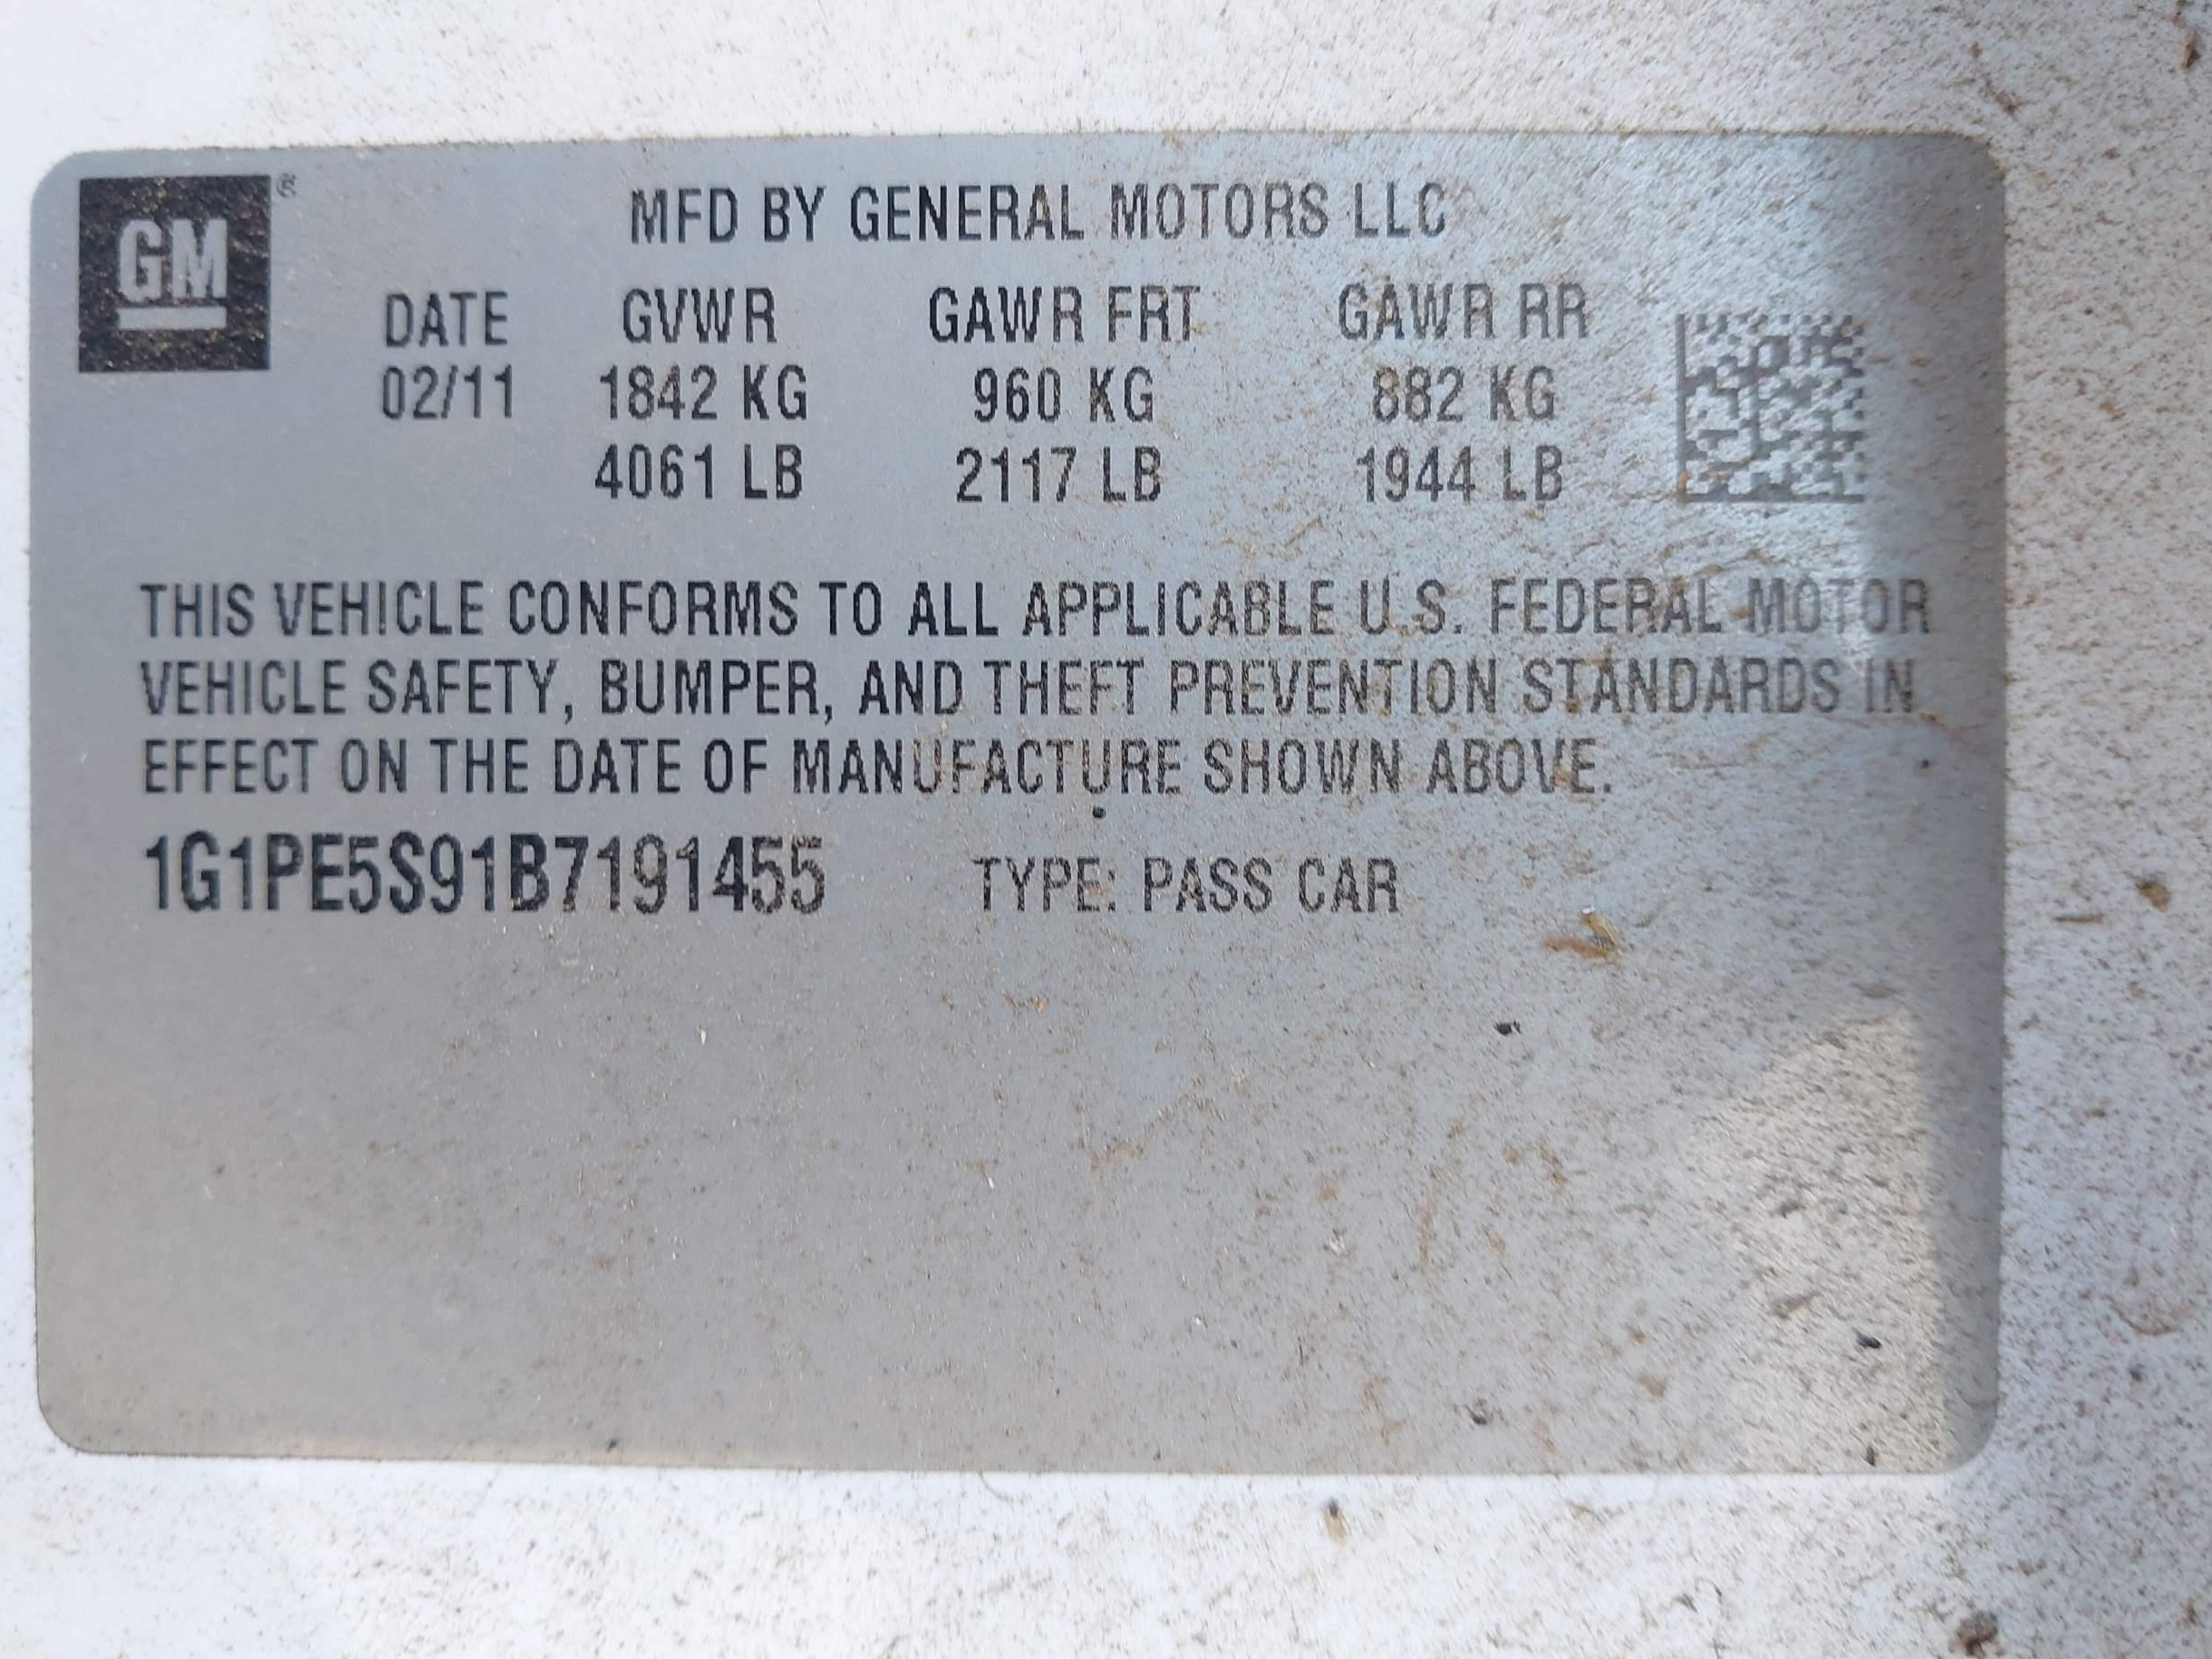 GM ®
MFD BY GENERAL MOTORS LLC
DATE GVWR GAWR FRT GAWR RR
02/11 1842 KG 960 KG 882 KG
4061 LB 2117 LB 1944 LB
THIS VEHICLE CONFORMS TO ALL APPLICABLE U.S. FEDERAL MOTOR
VEHICLE SAFETY, BUMPER, AND THEFT PREVENTION STANDARDS IN
EFFECT ON THE DATE OF MANUFACTURE SHOWN ABOVE.
1G1PE5S91B7191455 TYPE: PASS CAR